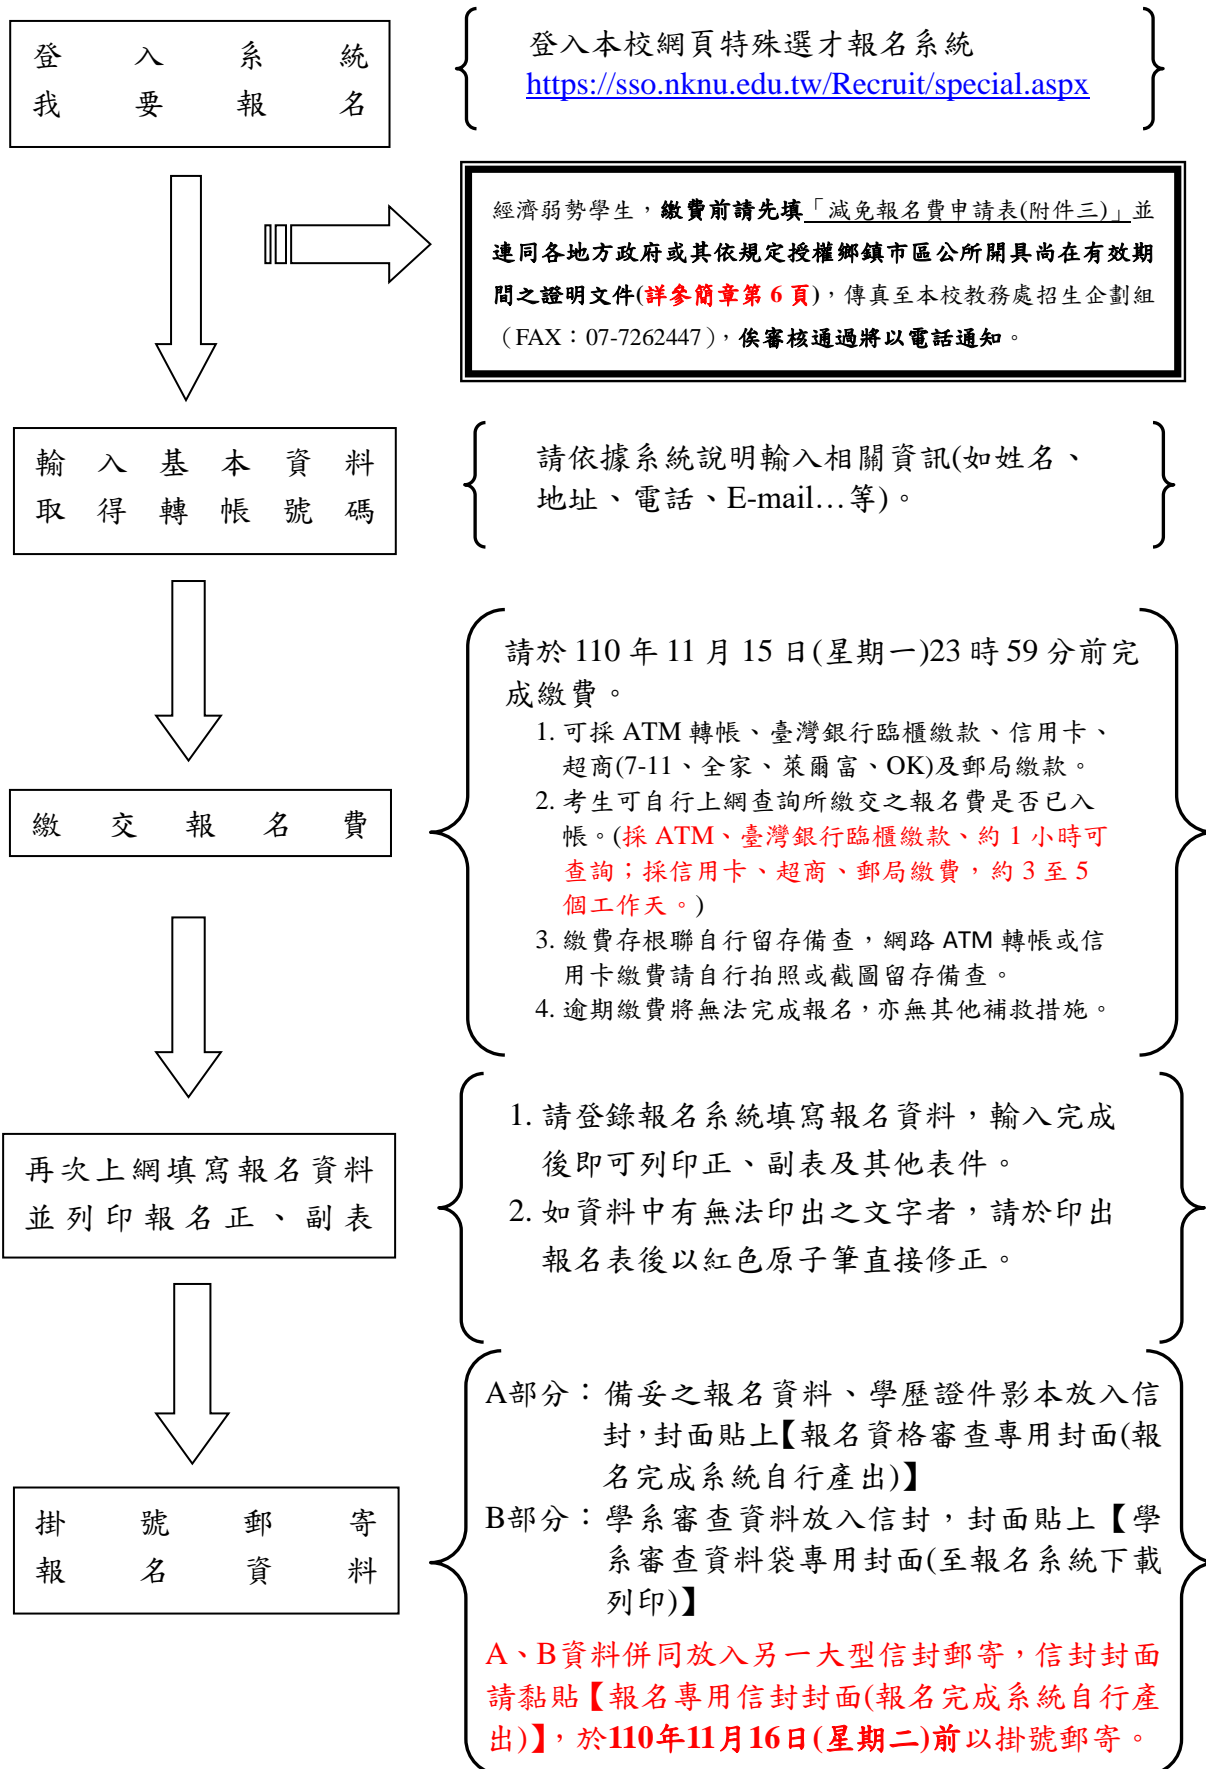 登入系統
我要報名
登入本校網頁特殊選才報名系統
https://sso.nknu.edu.tw/Recruit/special.aspx
經濟弱勢學生，繳費前請先填「減免報名費申請表(附件三)」並
連同各地方政府或其依規定授權鄉鎮市區公所開具尚在有效期
間之證明文件(詳參簡章第 6 頁)，傳真至本校教務處招生企劃組
（FAX：07-7262447），俟審核通過將以電話通知。
輸入基本資料
取得轉帳號碼
請依據系統說明輸入相關資訊(如姓名、
地址、電話、E-mail…等)。
繳交報名費
請於 110 年 11 月 15 日(星期一)23 時 59 分前完
成繳費。
1. 可採 ATM 轉帳、臺灣銀行臨櫃繳款、信用卡、
超商(7-11、全家、萊爾富、OK)及郵局繳款。
2. 考生可自行上網查詢所繳交之報名費是否已入
帳。(採 ATM、臺灣銀行臨櫃繳款、約 1 小時可
查詢；採信用卡、超商、郵局繳費，約 3 至 5
個工作天。)
3. 繳費存根聯自行留存備查，網路 ATM 轉帳或信
用卡繳費請自行拍照或截圖留存備查。
4. 逾期繳費將無法完成報名，亦無其他補救措施。
再次上網填寫報名資料
並列印報名正、副表
1. 請登錄報名系統填寫報名資料，輸入完成
後即可列印正、副表及其他表件。
2. 如資料中有無法印出之文字者，請於印出
報名表後以紅色原子筆直接修正。
掛號郵寄
報名資料
A部分：備妥之報名資料、學歷證件影本放入信
封，封面貼上【報名資格審查專用封面(報
名完成系統自行產出)】
B部分：學系審查資料放入信封，封面貼上【學
系審查資料袋專用封面(至報名系統下載
列印)】
A、B資料併同放入另一大型信封郵寄，信封封面
請黏貼【報名專用信封封面(報名完成系統自行產
出)】，於110年11月16日(星期二)前以掛號郵寄。